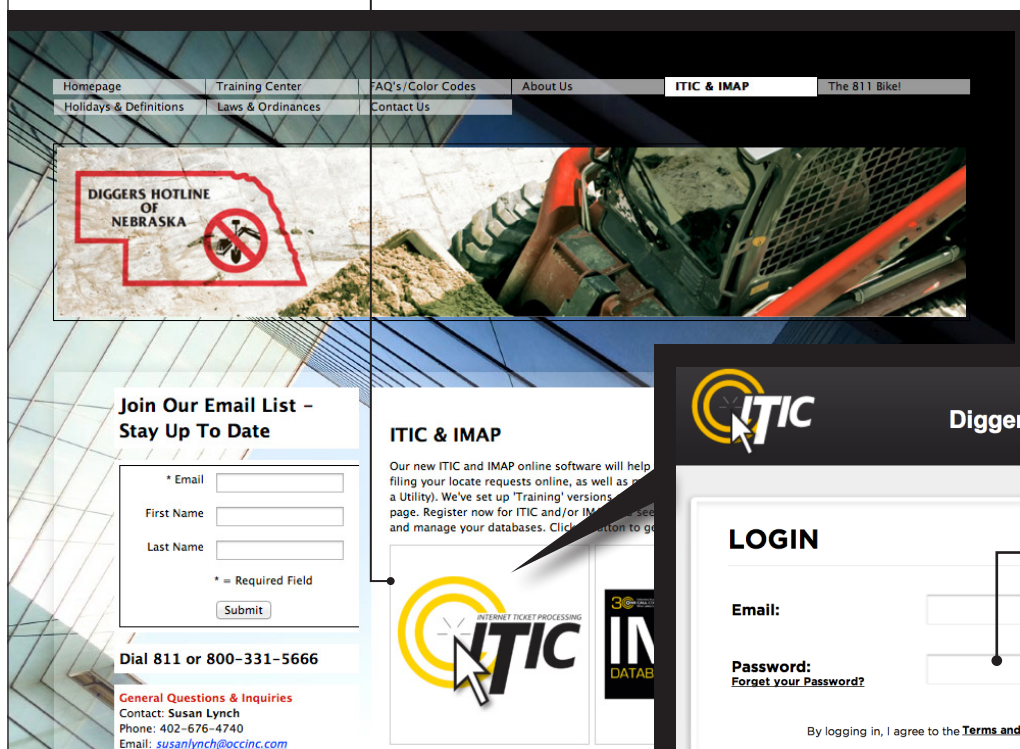 Homepage
Training Center
FAQ's/Color Codes
About Us
ITIC & IMAP
The 811 Bike!
Holidays & Definitions
Laws & Ordinances
Contact Us
DIGGERS HOTLINE
OF
NEBRASKA
Join Our Email List –
Stay Up To Date
* Email
First Name
Last Name
* = Required Field
Submit
Dial 811 or 800-331-5666
General Questions & Inquiries
Contact: Susan Lynch
Phone: 402-676-4740
Email: susanlynch@occinc.com
ITIC & IMAP
Our new ITIC and IMAP online software will help
filing your locate requests online, as well as
a Utility). We've set up 'Training' versions
page. Register now for ITIC and/or
and manage your databases. Click
INTERNET TICKET PROCESSING
ITIC
DATAB
ITIC
Digger
LOGIN
Email:
Password:
Forget your Password?
By logging in, I agree to the Terms and